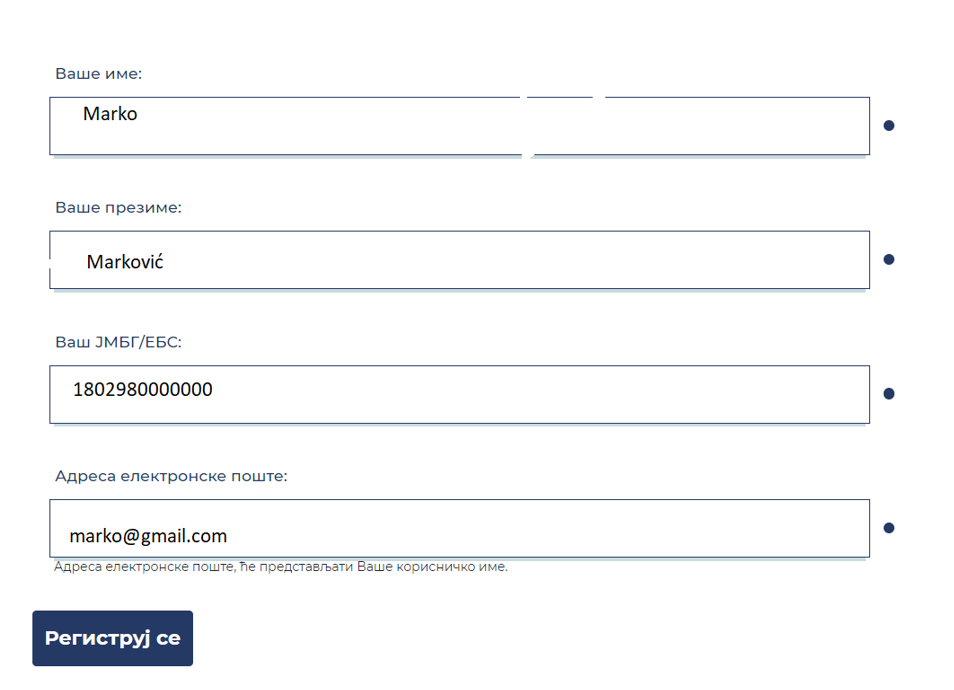 Ваше име:
Marko
Ваше презиме:
Marković
Ваш ЈМБГ/ЕБС:
1802980000000
Адреса електронске поште:
marko@gmail.com
Адреса електронске поште, ће представљати Ваше корисничко име.
Региструј се